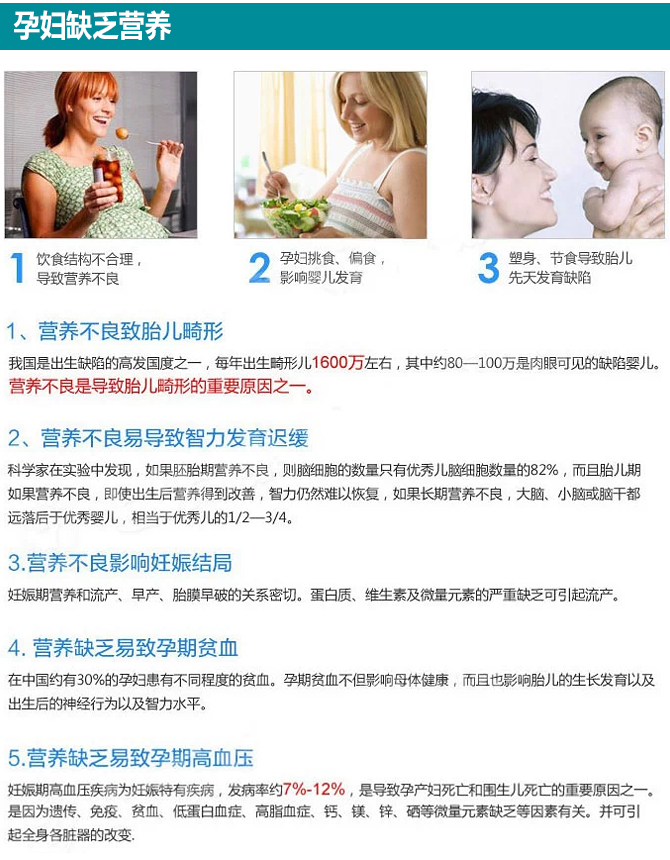 孕妇缺乏营养
1 饮食结构不合理，
导致营养不良
2 孕妇挑食、偏食，
影响婴儿发育
3 塑身、节食导致胎儿
先天发育缺陷
1、营养不良致胎儿畸形
我国是出生缺陷的高发国度之一，每年出生畸形儿1600万左右，其中约80—100万是肉眼可见的缺陷婴儿。
营养不良是导致胎儿畸形的重要原因之一。
2、营养不良易导致智力发育迟缓
科学家在实验中发现，如果胚胎期营养不良，则脑细胞的数量只有优秀儿脑细胞数量的82%，而且胎儿期
如果营养不良，即使出生后营养得到改善，智力仍然难以恢复，如果长期营养不良，大脑、小脑或脑干都
远落后于优秀婴儿，相当于优秀儿的1/2—3/4。
3.营养不良影响妊娠结局
妊娠期营养和流产、早产、胎膜早破的关系密切。蛋白质、维生素及微量元素的严重缺乏可引起流产。
4. 营养缺乏易致孕期贫血
在中国约有30%的孕妇患有不同程度的贫血。孕期贫血不但影响母体健康，而且也影响胎儿的生长发育以及
出生后的神经行为以及智力水平。
5.营养缺乏易致孕期高血压
妊娠期高血压疾病为妊娠特有疾病，发病率约7%-12%，是导致孕产妇死亡和围生儿死亡的重要原因之一。
是因为遗传、免疫、贫血、低蛋白血症、高脂血症、钙、镁、锌、硒等微量元素缺乏等因素有关。并可引
起全身各脏器的改变.